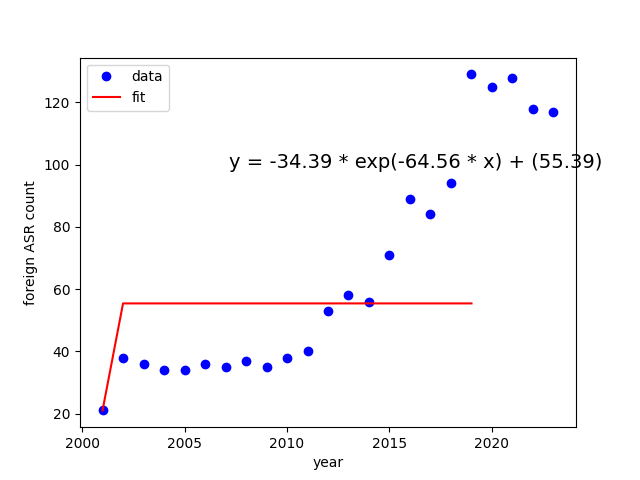 data
fit
y = -34.39 * exp(-64.56 * x) + (55.39)
foreign ASR count
120
100
80
60
40
20
2000 2005 2010 2015 2020
year